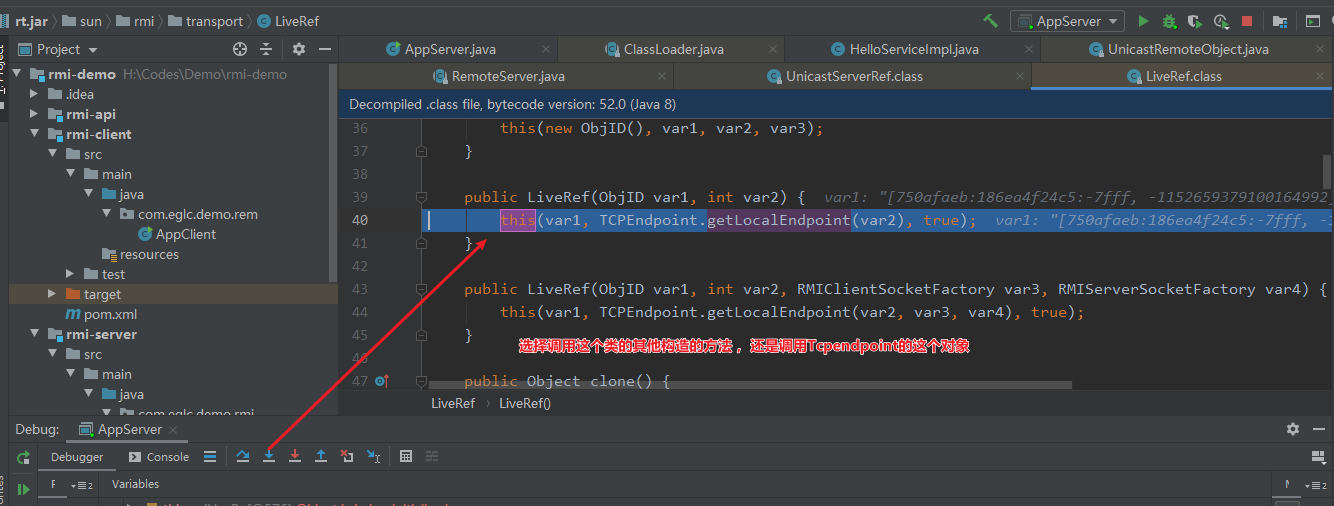 rt.jar sun rmi transport LiveRef AppServer
Project
AppServer.java ClassLoader.java HelloServiceImpl.java UnicastRemoteObject.java
RemoteServer.java UnicastServerRef.class LiveRef.class
rmi-demo H:\Codes\Demo\rmi-demo
.idea
rmi-api
rmi-client
src
main
java
com.eglc.demo.rem
AppClient
resources
test
target
pom.xml
rmi-server
src
main
java
com.eglc.demo.rmi
Decompiled .class file, bytecode version: 52.0 (Java 8)
36 this(new ObjID(), var1, var2, var3);
37 }
38
39 public LiveRef(ObjID var1, int var2) { var1: "[750afaeb:186ea4f24c5:-7fff, -1152659379100164992
40 this(var1, TCPEndpoint.getLocalEndpoint(var2), true); var1: "[750afaeb:186ea4f24c5:-7fff, -
41 }
42
43 public LiveRef(ObjID var1, int var2, RMIClientSocketFactory var3, RMIServerSocketFactory var4) {
44 this(var1, TCPEndpoint.getLocalEndpoint(var2, var3, var4), true);
45 }
选择调用这个类的其他构造的方法 ，还是调用Tcpendpoint的这个对象
46
47 public Object clone() {
LiveRef › LiveRef()
Debug: AppServer
Debugger Console
F 2 Variables 2